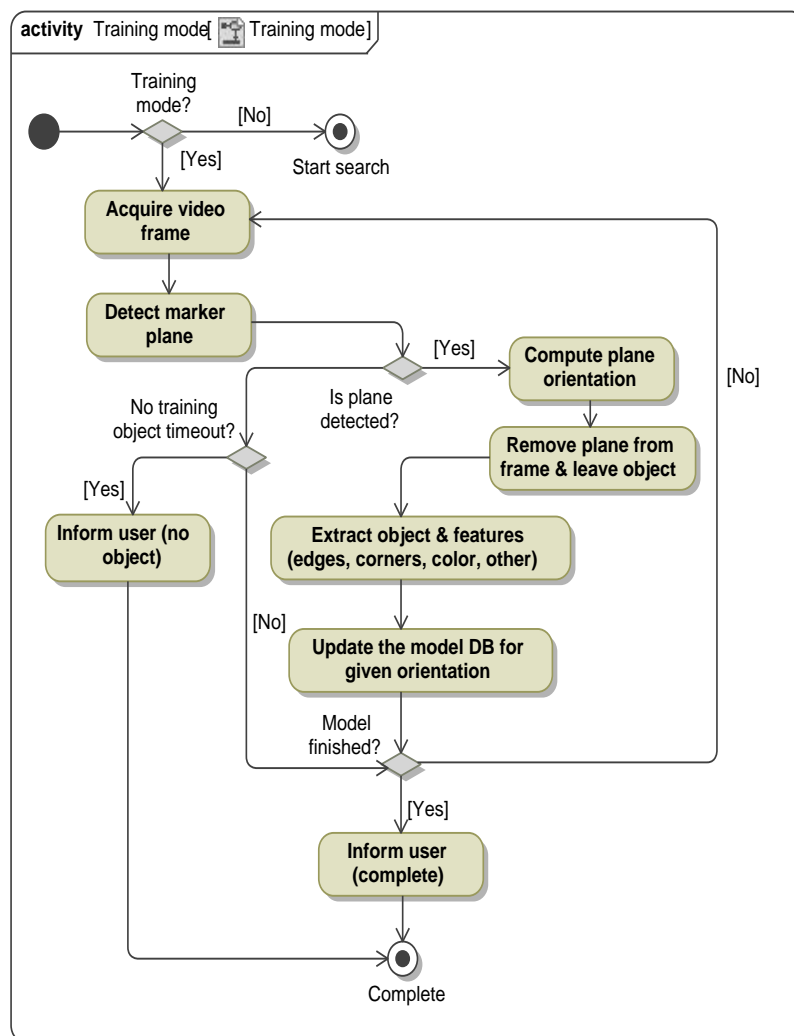 activity Training mode[ Training mode]
Training
mode?
[No]
[Yes]
Start search
Acquire video
frame
Detect marker
plane
[Yes]
Compute plane
orientation
[No]
Is plane
detected?
No training
object timeout?
Remove plane from
frame & leave object
[Yes]
Inform user (no
object)
Extract object & features
(edges, corners, color, other)
[No]
Update the model DB for
given orientation
Model
finished?
[Yes]
Inform user
(complete)
Complete